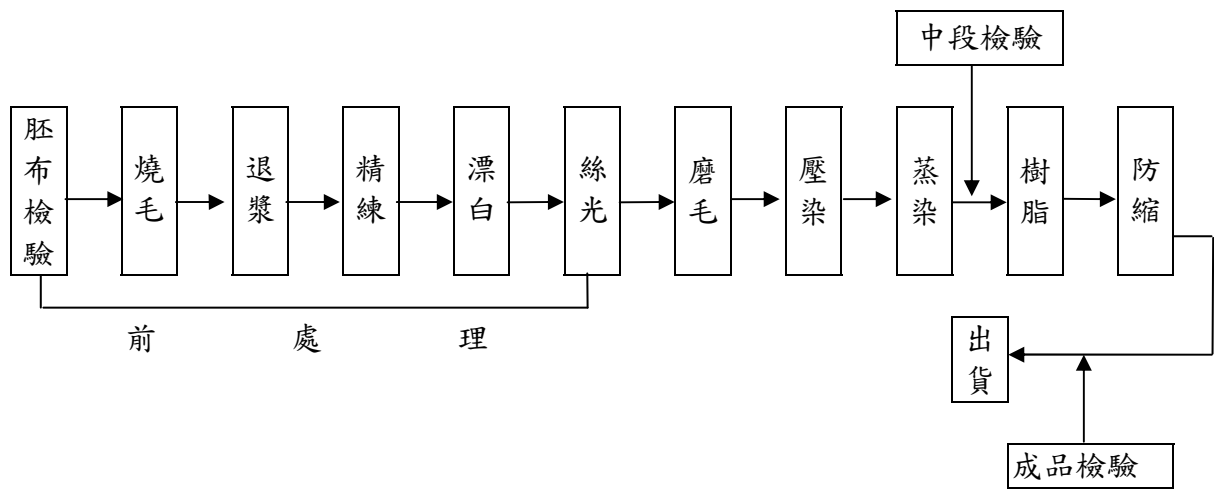 中段檢驗
胚布檢驗
燒毛
退漿
精練
漂白
絲光
磨毛
壓染
蒸染
樹脂
防縮
前處理
出貨
成品檢驗